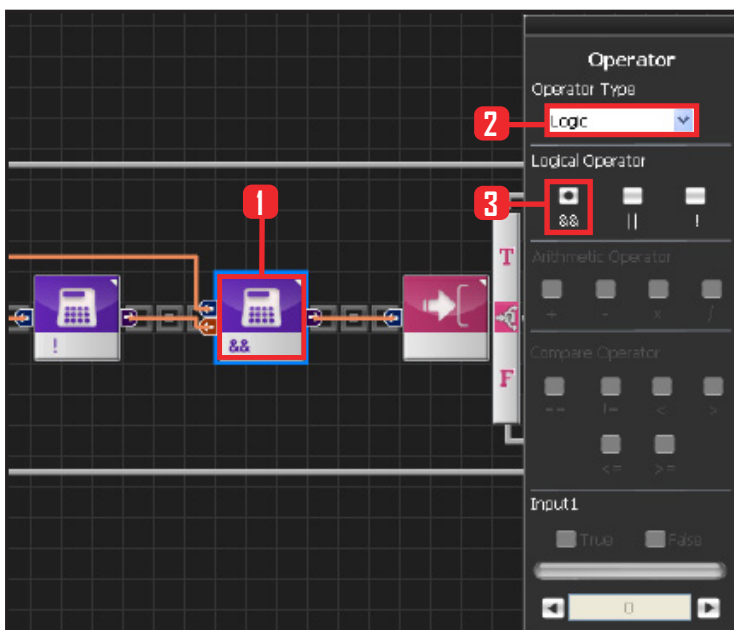 Operator
Operator Type
2
Logic
Logical Operator
1
3
&& || !
T
Arithmetic Operator
+ - x /
! &&
F
Compare Operator
== != < >
<= >=
Input1
True False
0